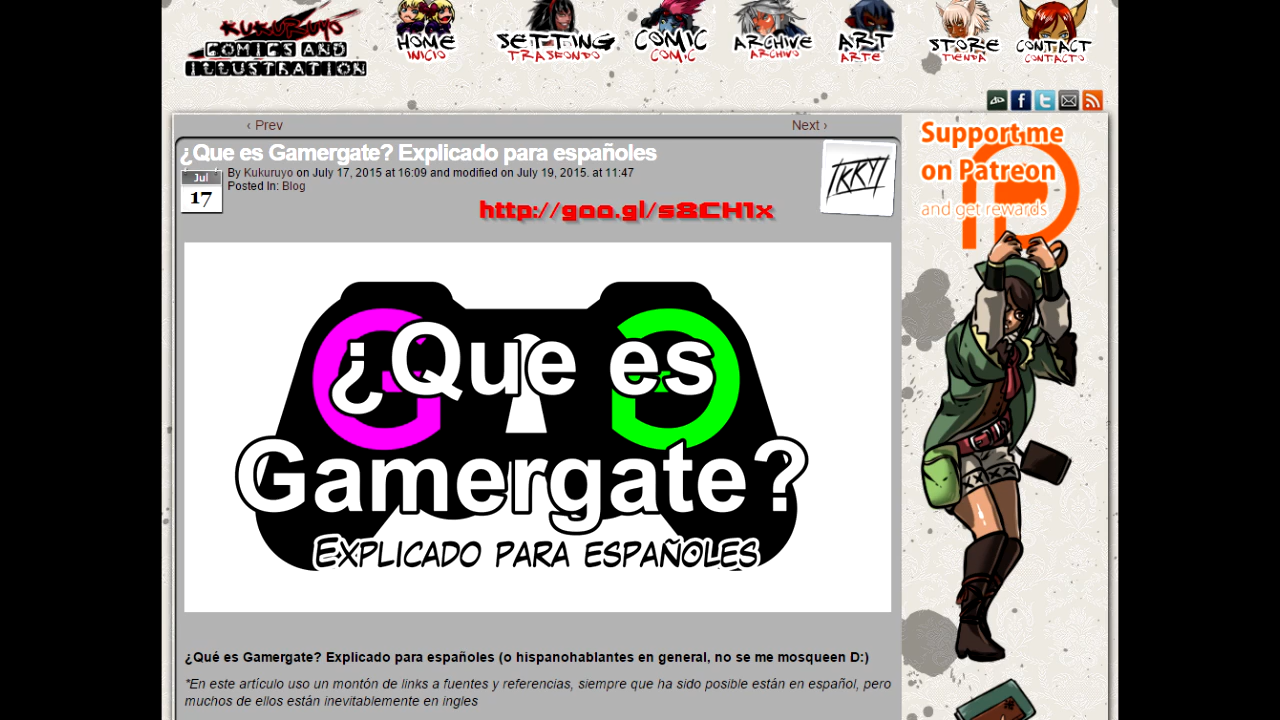 KUKURUYO
COMICS AND
ILLUSTRATION
HOME
INICIO
SETTING
TRASFONDO
COMIC
COMIC
ARCHIVE
ARCHIVO
ART
ARTE
STORE
TIENDA
CONTACT
CONTACTO
‹ Prev
Next ›
¿Que es Gamergate? Explicado para españoles
Jul
17
By Kukuruyo on July 17, 2015 at 16:09 and modified on July 19, 2015. at 11:47
Posted In: Blog
KKY
http://goo.gl/s8CH1x
Support me
on Patreon
and get rewards
¿Que es
Gamergate?
EXPLICADO PARA ESPAÑOLES
¿Qué es Gamergate? Explicado para españoles (o hispanohablantes en general, no se me mosqueen D:)
*En este artículo uso un montón de links a fuentes y referencias, siempre que ha sido posible están en español, pero
muchos de ellos están inevitablemente en ingles